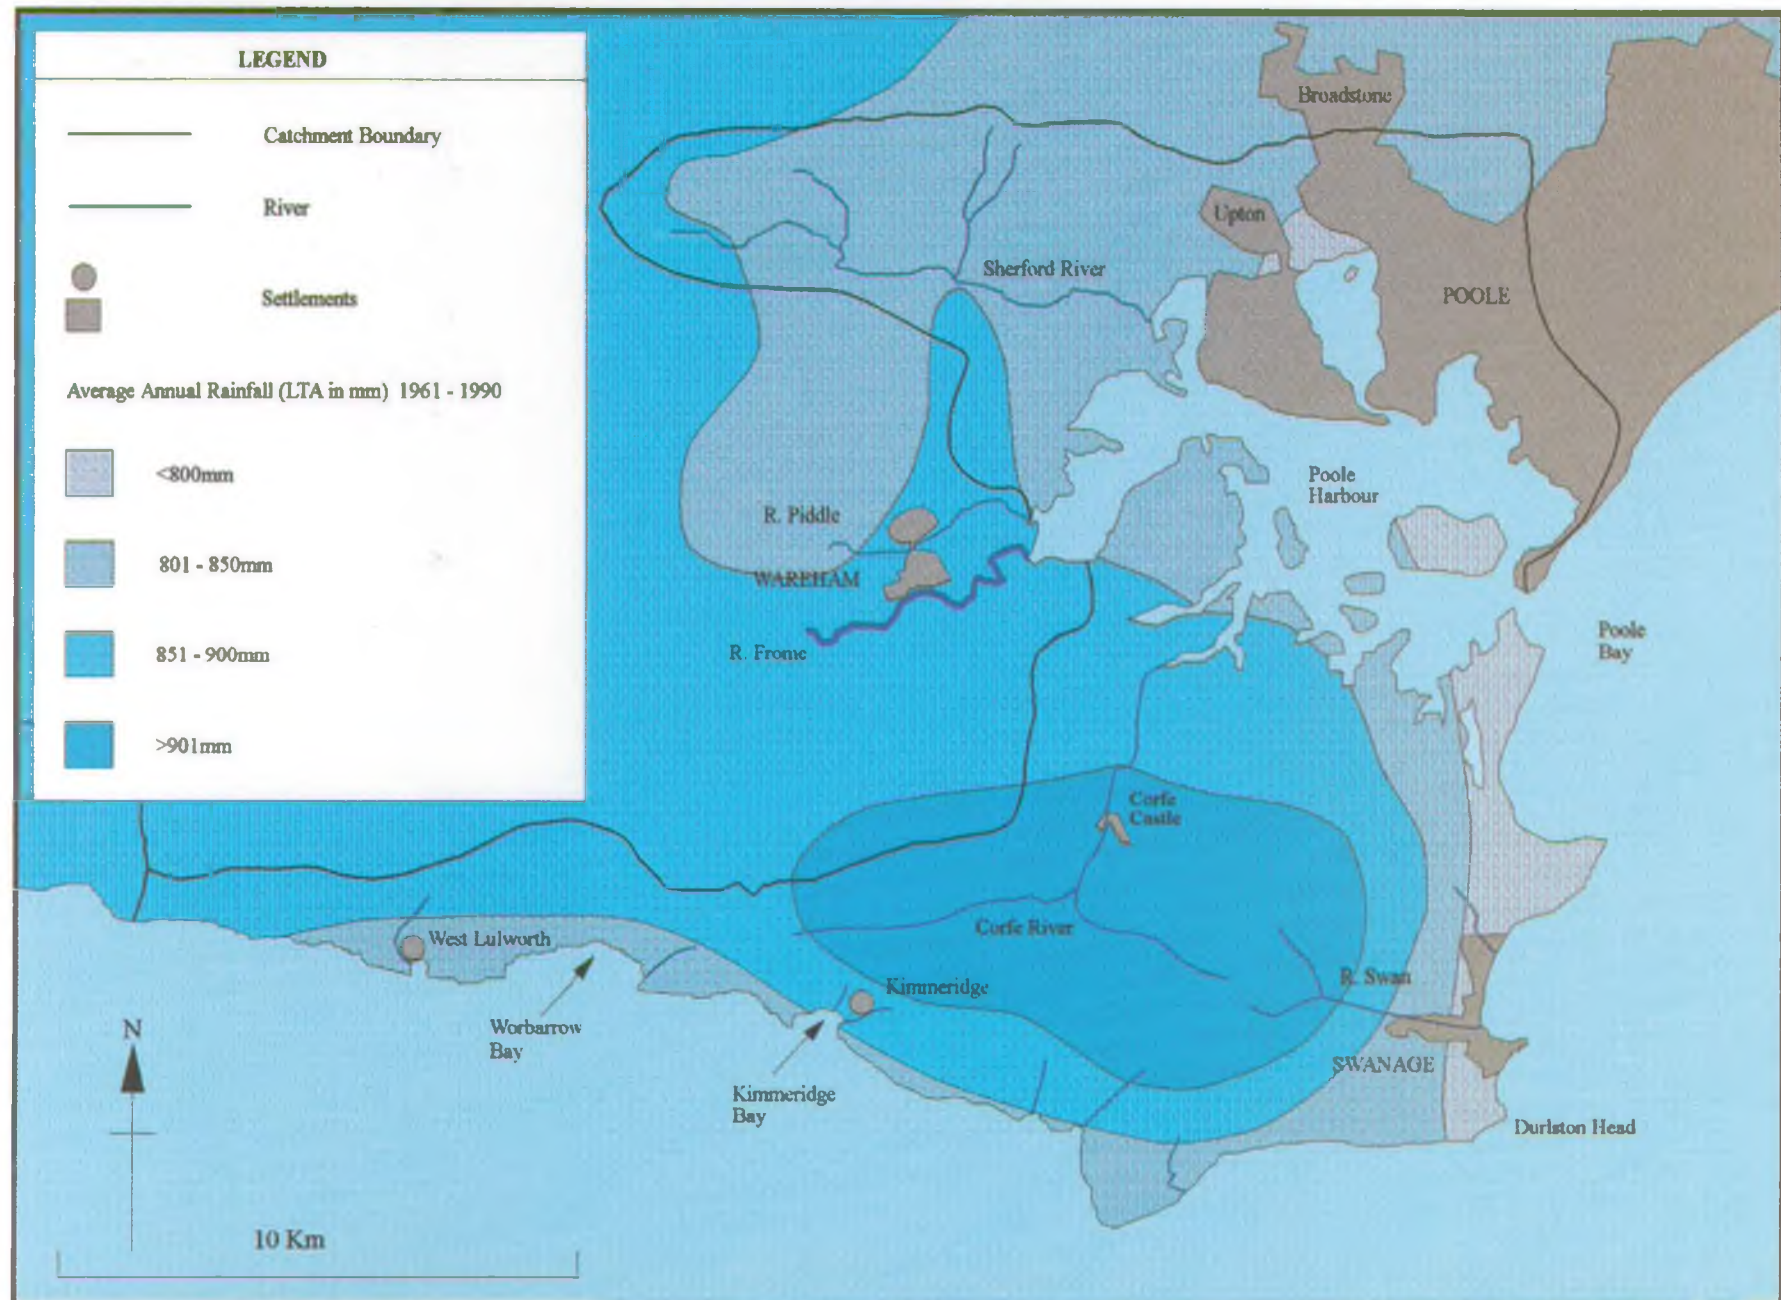 LEGEND
Catchment Boundary
River
Settlements
Average Annual Rainfall (LTA in mm) 1961 - 1990
<800mm
801 - 850mm
851 - 900mm
>901mm
Broadstone
Upton
Sherford River
POOLE
Poole
Harbour
R. Piddle
WAREHAM
R. Frome
Poole
Bay
Corfe
Castle
Corfe River
West Lulworth
Kimmeridge
R. Swan
Worbarrow
Bay
SWANAGE
Kimmeridge
Bay
Durlston Head
N
10 Km